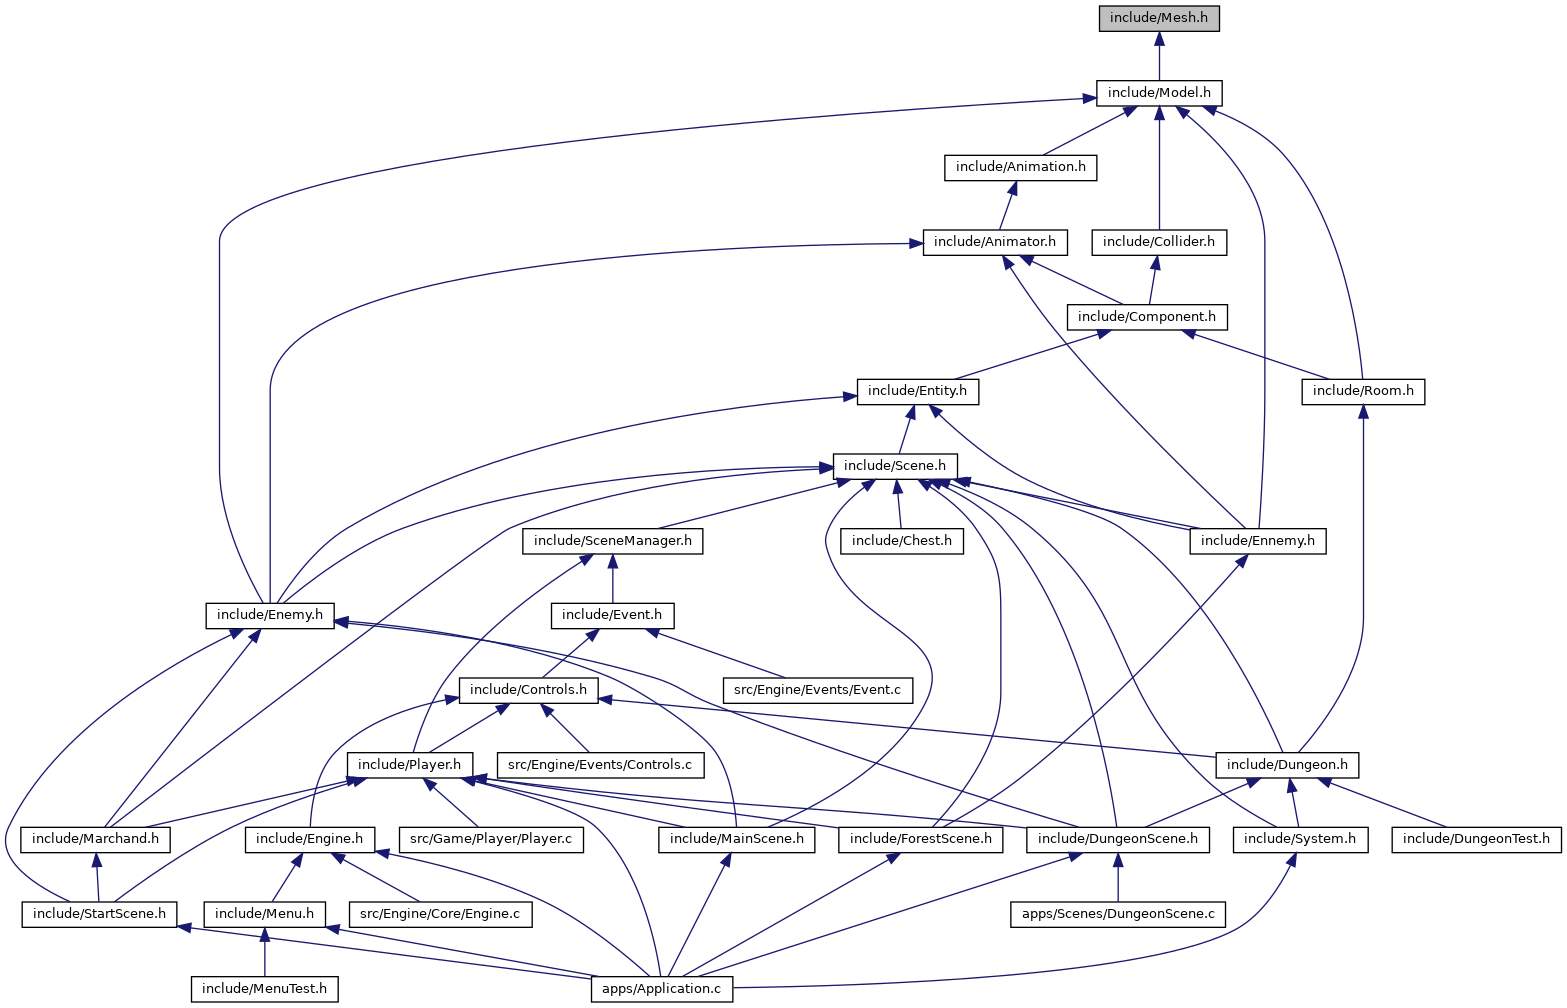 include/Mesh.h
include/Model.h
include/Animation.h
include/Animator.h
include/Collider.h
include/Component.h
include/Entity.h
include/Room.h
include/Scene.h
include/SceneManager.h
include/Chest.h
include/Ennemy.h
include/Enemy.h
include/Event.h
include/Controls.h
src/Engine/Events/Event.c
include/Player.h
src/Engine/Events/Controls.c
include/Dungeon.h
include/Marchand.h
include/Engine.h
src/Game/Player/Player.c
include/MainScene.h
include/ForestScene.h
include/DungeonScene.h
include/System.h
include/DungeonTest.h
include/StartScene.h
include/Menu.h
src/Engine/Core/Engine.c
apps/Scenes/DungeonScene.c
include/MenuTest.h
apps/Application.c